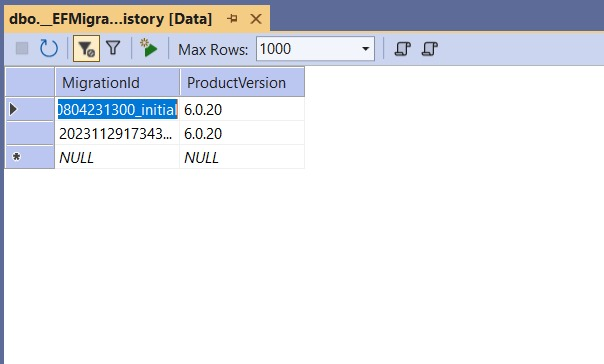 dbo.__EFMigra...istory [Data]
Max Rows: 1000
MigrationId ProductVersion
0804231300_initial 6.0.20
2023112917343... 6.0.20
NULL NULL